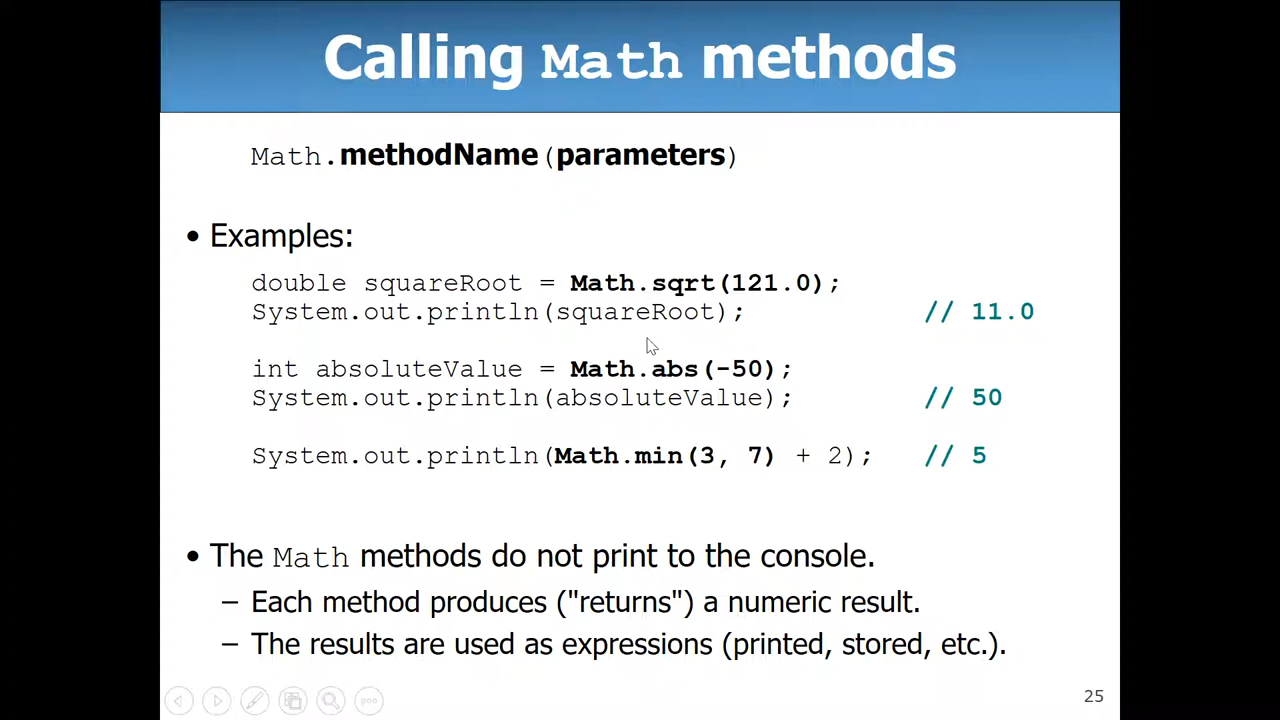 Calling Math methods
Math.methodName(parameters)
• Examples:
double squareRoot = Math.sqrt(121.0);
System.out.println(squareRoot); // 11.0
int absoluteValue = Math.abs(-50);
System.out.println(absoluteValue); // 50
System.out.println(Math.min(3, 7) + 2); // 5
• The Math methods do not print to the console.
– Each method produces ("returns") a numeric result.
– The results are used as expressions (printed, stored, etc.).
25